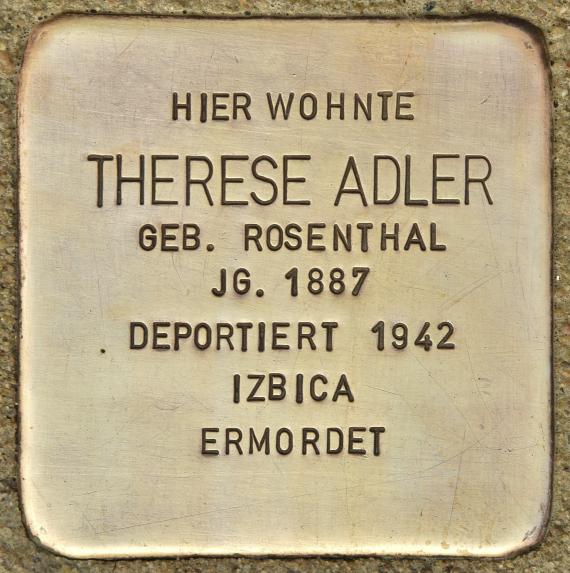 HIER WOHNTE
THERESE ADLER
GEB. ROSENTHAL
JG. 1887
DEPORTIERT 1942
IZBICA
ERMORDET